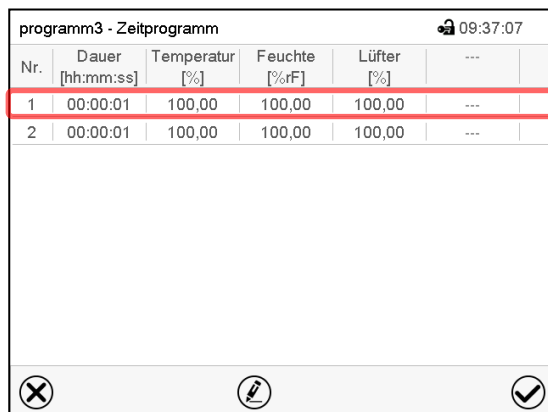 programm3 - Zeitprogramm 09:37:07
Nr. Dauer [hh:mm:ss] Temperatur [%] Feuchte [%rF] Lüfter [%] ---
1 00:00:01 100,00 100,00 100,00 ---
2 00:00:01 100,00 100,00 100,00 ---